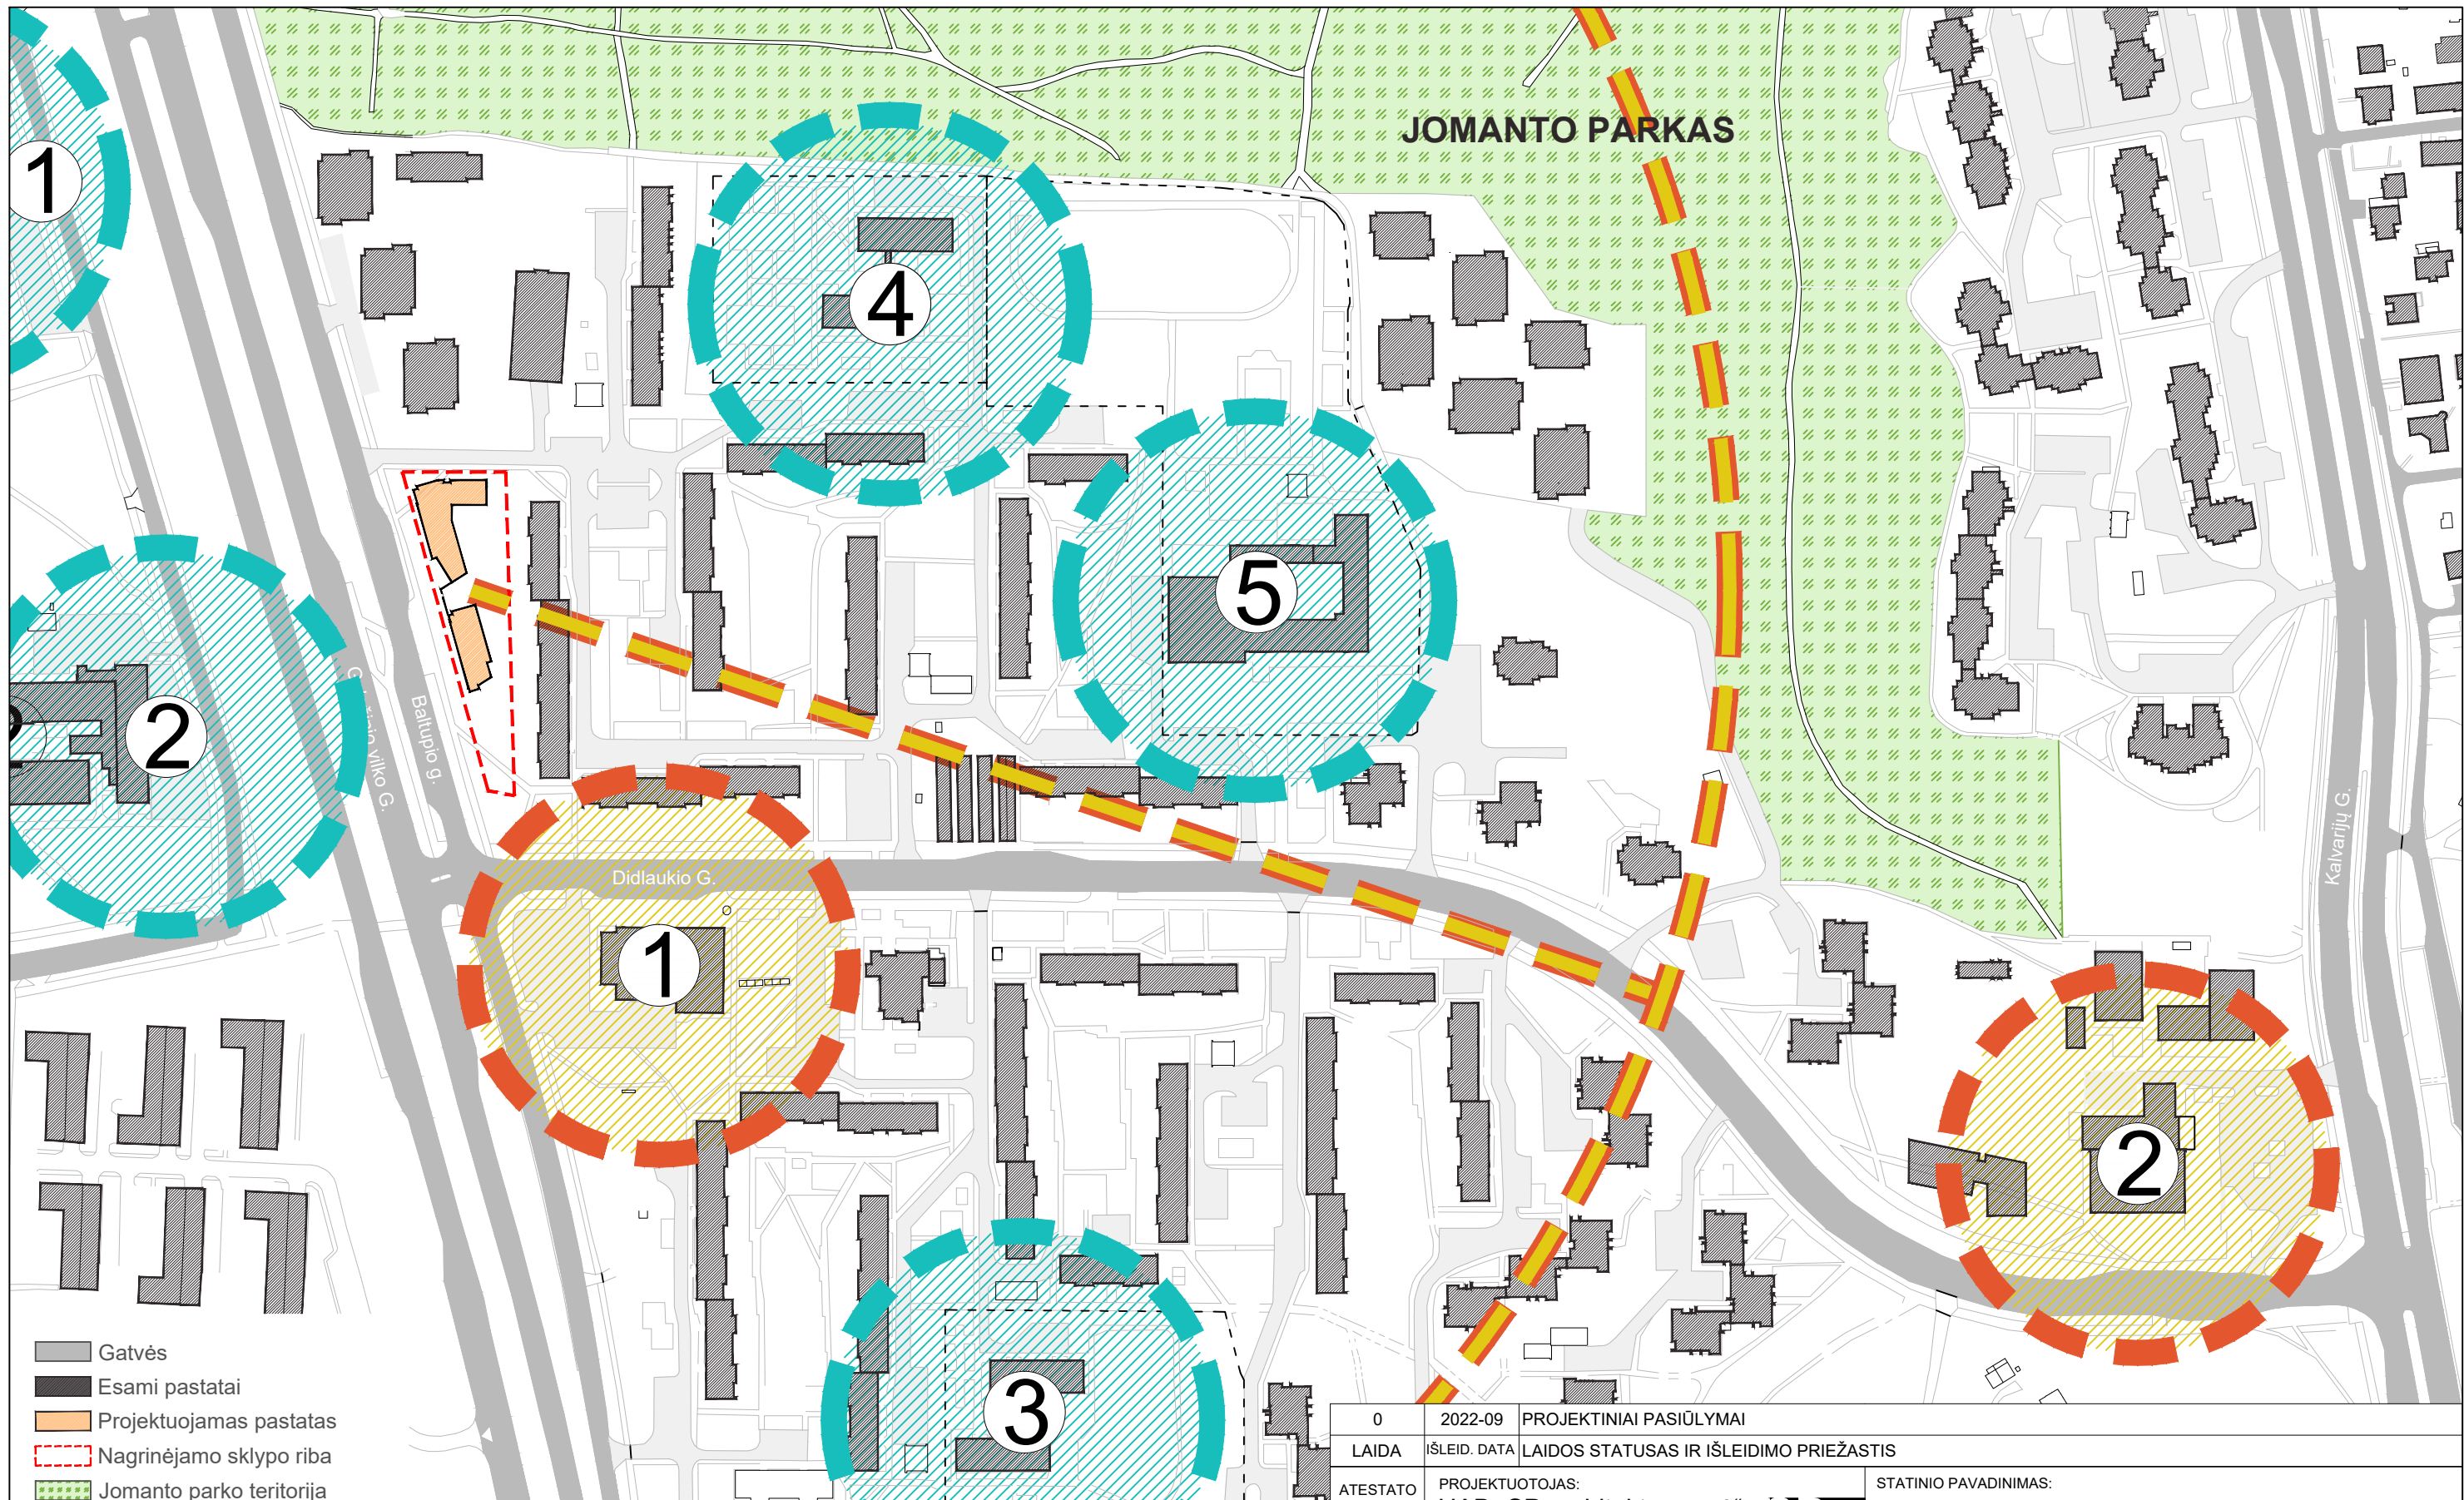 JOMANTO PARKAS
1
4
5
2
2
Baltupio g.
Didlaukio G.
Kalvarijų G.
1
2
3
Gatvės
Esami pastatai
Projektuojamas pastatas
Nagrinėjamo sklypo riba
Jomanto parko teritorija
0 2022-09 PROJEKTINIAI PASIŪLYMAI
LAIDA IŠLEID. DATA LAIDOS STATUSAS IR IŠLEIDIMO PRIEŽASTIS
ATESTATO PROJEKTUOTOJAS: STATINIO PAVADINIMAS: